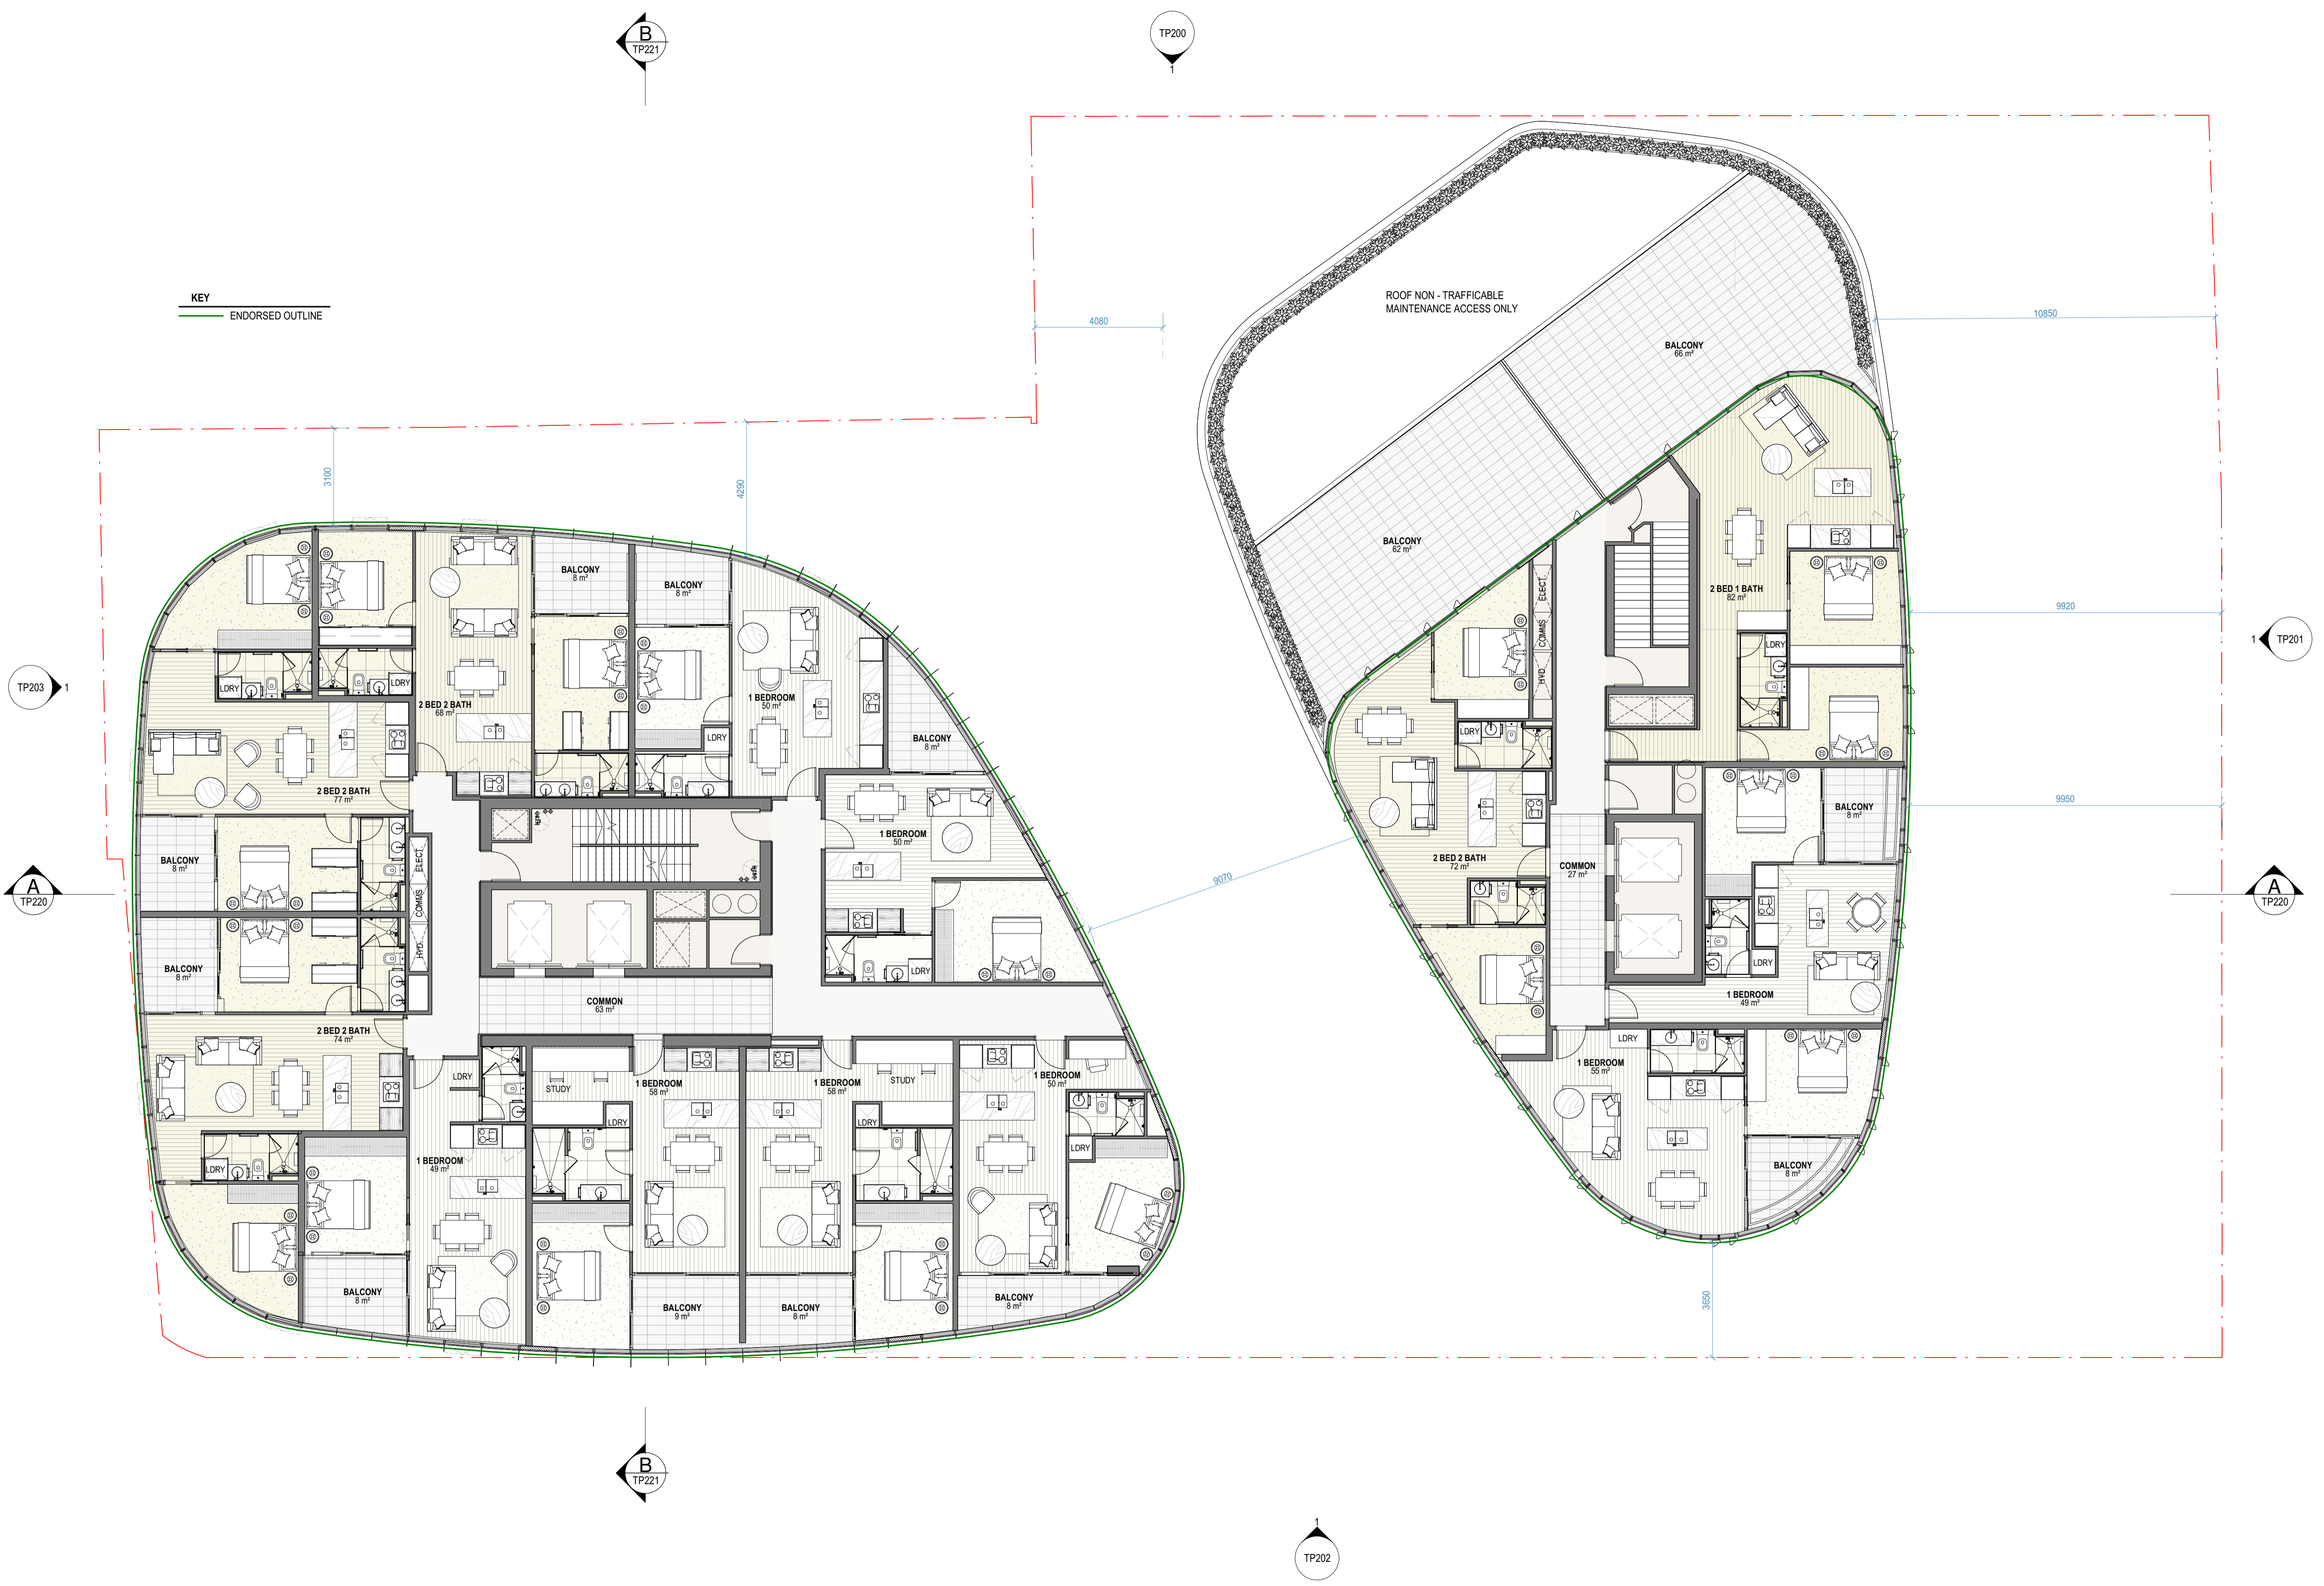 B
TP221
TP200
1
KEY
ENDORSED OUTLINE
4080
ROOF NON - TRAFFICABLE
MAINTENANCE ACCESS ONLY
10850
BALCONY
66 m²
3100
4290
BALCONY
62 m²
BALCONY
8 m²
BALCONY
8 m²
ELECT
COMMS
HYD.
2 BED 1 BATH
82 m²
9920
1
TP201
TP203
1
LDRY
LDRY
2 BED 2 BATH
68 m²
1 BEDROOM
50 m²
LDRY
BALCONY
8 m²
LDRY
LDRY
2 BED 2 BATH
77 m²
1 BEDROOM
50 m²
BALCONY
8 m²
9950
BALCONY
8 m²
ELECT
COMMS
HYD.
2 BED 2 BATH
72 m²
COMMON
27 m²
9070
A
TP220
A
TP220
BALCONY
8 m²
LDRY
LDRY
COMMON
63 m²
1 BEDROOM
49 m²
2 BED 2 BATH
74 m²
LDRY
1 BEDROOM
55 m²
LDRY
STUDY
1 BEDROOM
58 m²
1 BEDROOM
58 m²
STUDY
1 BEDROOM
50 m²
LDRY
LDRY
LDRY
LDRY
1 BEDROOM
49 m²
BALCONY
8 m²
BALCONY
8 m²
BALCONY
9 m²
BALCONY
8 m²
BALCONY
8 m²
3650
B
TP221
1
TP202